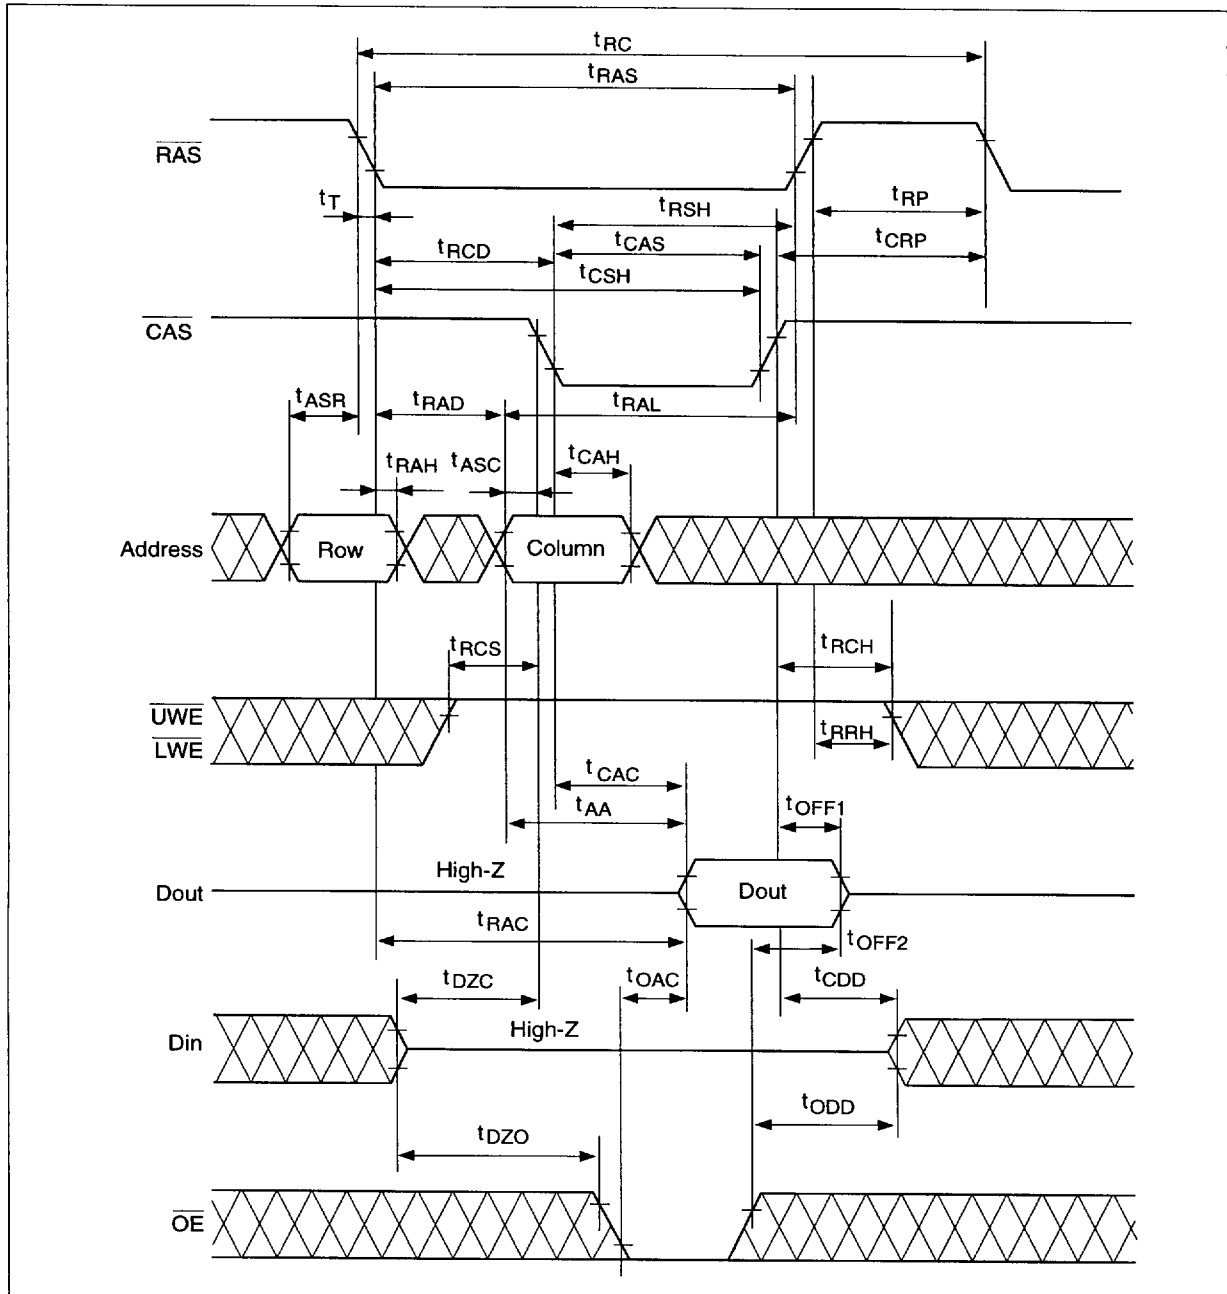 tRC
tRAS
RAS
tT
tRSH
tRP
tRCD
tCAS
tCRP
tCSH
CAS
tASR
tRAD
tRAL
tRAH
tASC
tCAH
Address
Row
Column
tRCS
tRCH
UWE
LWE
tRRH
tCAC
tAA
tOFF1
High-Z
Dout
Dout
tRAC
tOFF2
tDZC
tOAC
tCDD
Din
High-Z
tODD
tDZO
OE